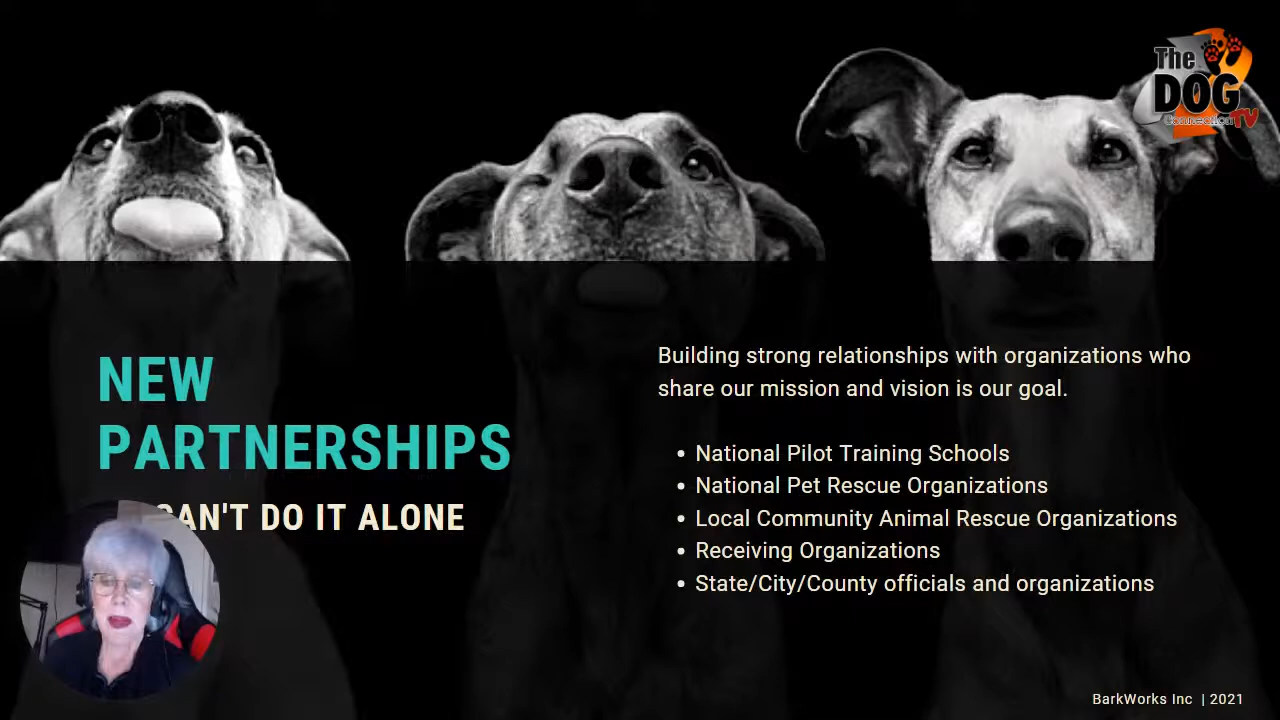 The
DOG
Connection TV
NEW
PARTNERSHIPS
CAN'T DO IT ALONE
Building strong relationships with organizations who
share our mission and vision is our goal.
• National Pilot Training Schools
• National Pet Rescue Organizations
• Local Community Animal Rescue Organizations
• Receiving Organizations
• State/City/County officials and organizations
BarkWorks Inc | 2021